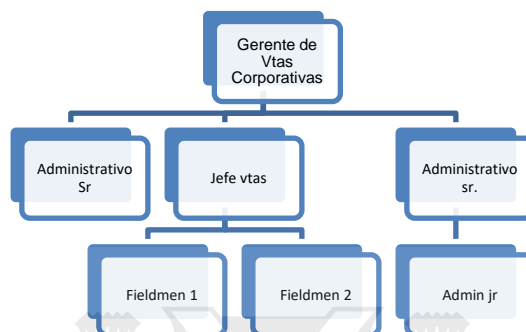 Gerente de
Vtas
Corporativas
Administrativo
Sr
Jefe vtas
Administrativo
sr.
Fieldmen 1
Fieldmen 2
Admin jr